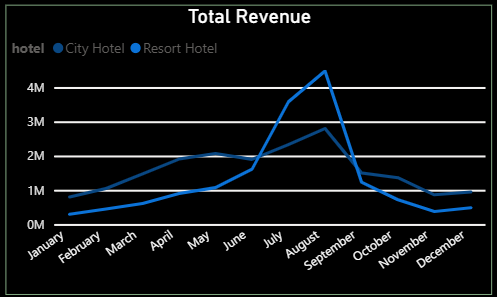 Total Revenue
hotel City Hotel Resort Hotel
4M
3M
2M
1M
0M
January February March April May June July August September October November December